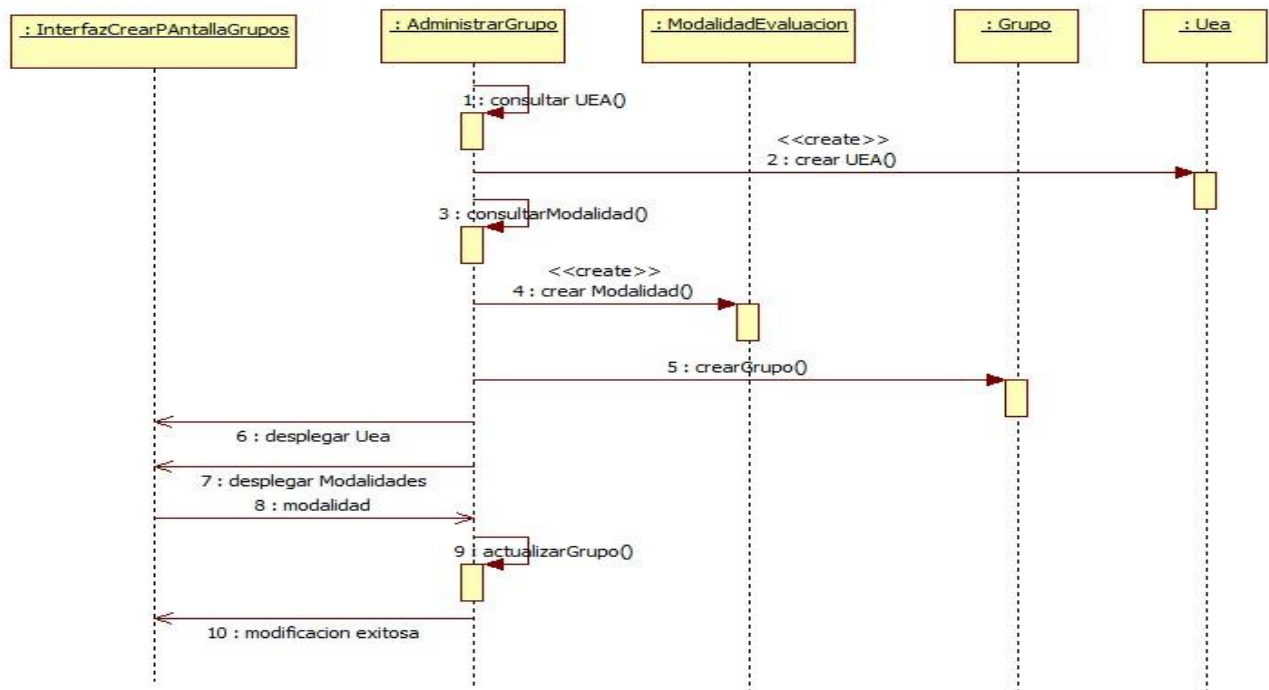 : InterfazCrearPAntallaGrupos
: AdministrarGrupo
: ModalidadEvaluacion
: Grupo
: Uea
1 : consultar UEA()
<<create>>
2 : crear UEA()
3 : consultarModalidad()
<<create>>
4 : crear Modalidad()
5 : crearGrupo()
6 : desplegar Uea
7 : desplegar Modalidades
8 : modalidad
9 : actualizarGrupo()
10 : modificacion exitosa